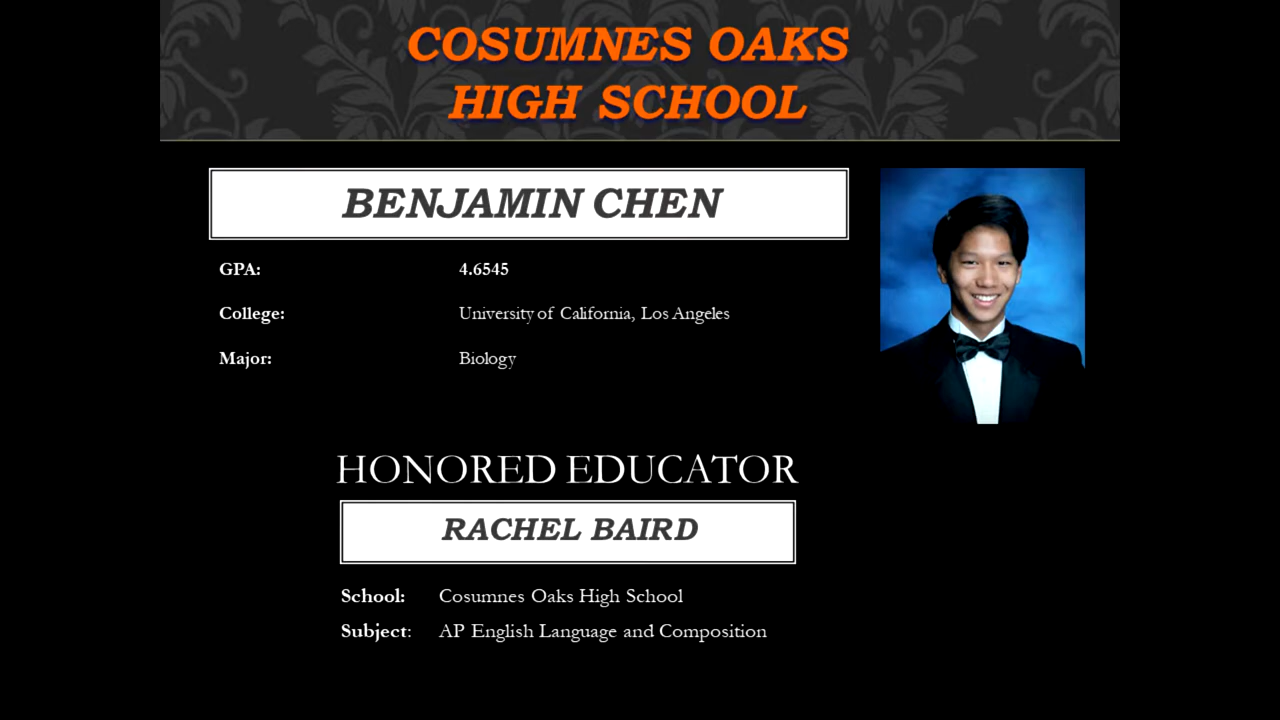 COSUMNES OAKS
HIGH SCHOOL
BENJAMIN CHEN
GPA: 4.6545
College: University of California, Los Angeles
Major: Biology
HONORED EDUCATOR
RACHEL BAIRD
School: Cosumnes Oaks High School
Subject: AP English Language and Composition